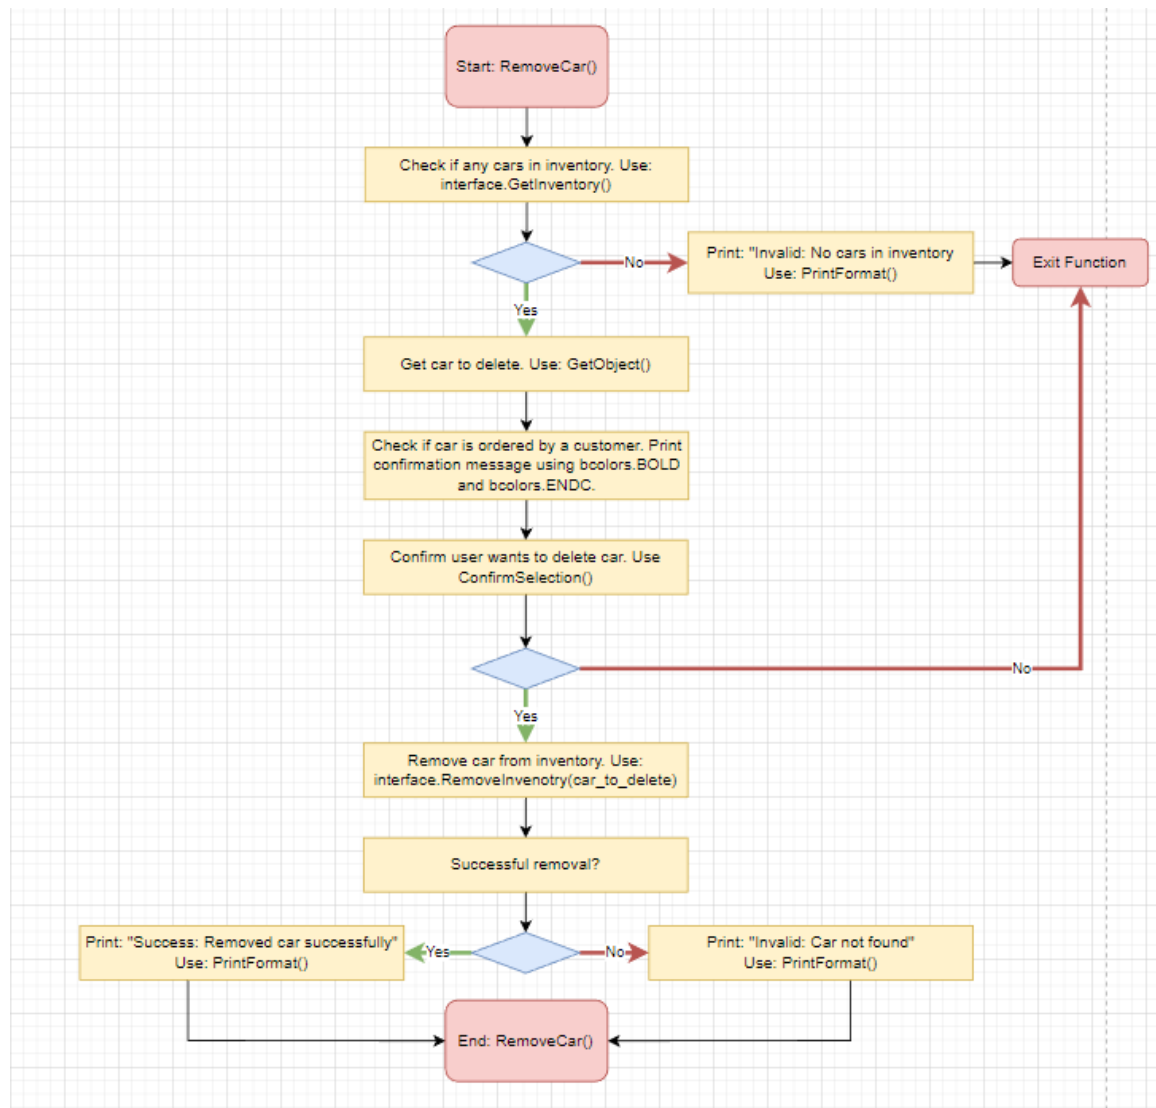 Start: RemoveCar()
Check if any cars in inventory. Use:
interface.GetInventory()
No
Print: "Invalid: No cars in inventory
Use: PrintFormat()
Exit Function
Yes
Get car to delete. Use: GetObject()
Check if car is ordered by a customer. Print
confirmation message using bcolors.BOLD
and bcolors.ENDC.
Confirm user wants to delete car. Use
ConfirmSelection()
No
Yes
Remove car from inventory. Use:
interface.RemoveInvenotry(car_to_delete)
Successful removal?
Print: "Success: Removed car successfully"
Use: PrintFormat()
Yes
No
Print: "Invalid: Car not found"
Use: PrintFormat()
End: RemoveCar()